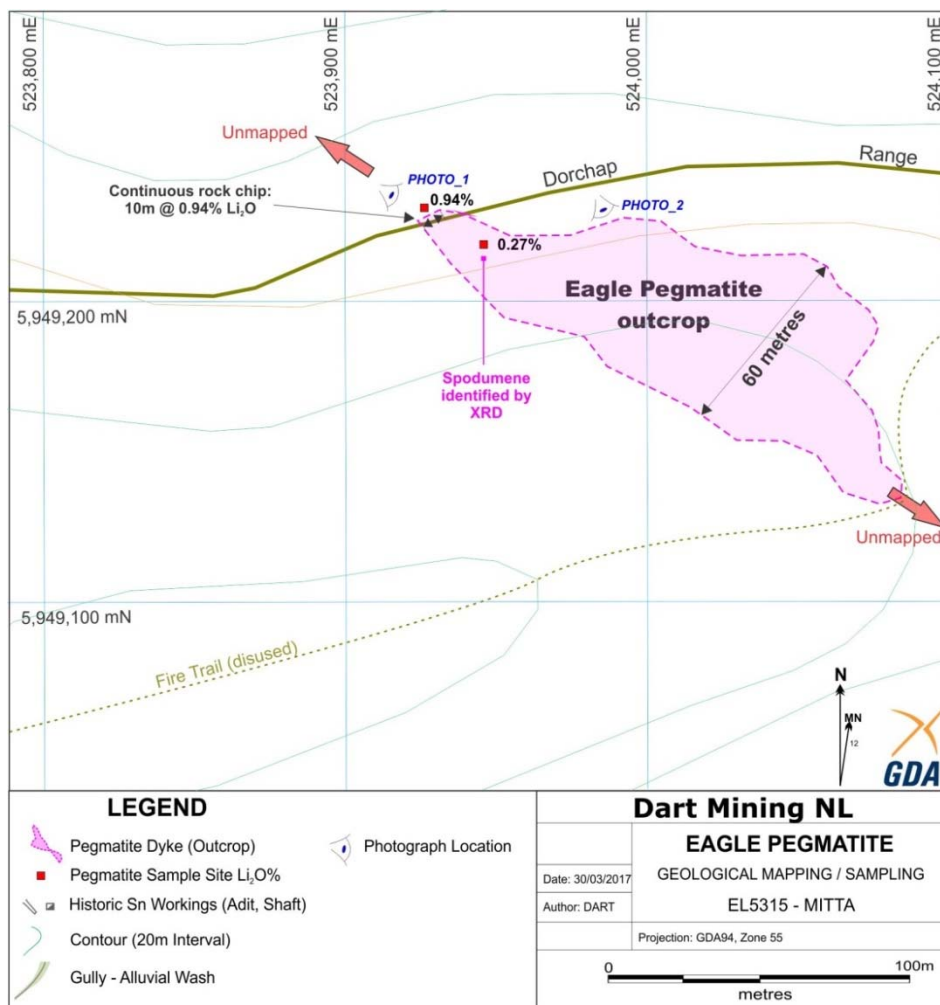 523,800 mE
523,900 mE
524,000 mE
524,100 mE
Unmapped
Dorchap
Range
PHOTO_1
Continuous rock chip:
10m @ 0.94% Li₂O
0.94%
PHOTO_2
0.27%
Eagle Pegmatite
outcrop
5,949,200 mN
60 metres
Spodumene
identified by
XRD
Unmapped
5,949,100 mN
Fire Trail (disused)
N
MN
12
GDA
LEGEND
Pegmatite Dyke (Outcrop)
Photograph Location
Pegmatite Sample Site Li₂O%
Historic Sn Workings (Adit, Shaft)
Contour (20m Interval)
Gully - Alluvial Wash
Dart Mining NL
EAGLE PEGMATITE
Date: 30/03/2017
GEOLOGICAL MAPPING / SAMPLING
Author: DART
EL5315 - MITTA
Projection: GDA94, Zone 55
0
100m
metres